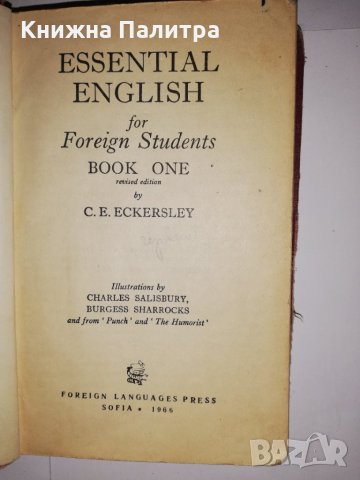 Книжна Палитра
ESSENTIAL
ENGLISH
for
Foreign Students
BOOK ONE
revised edition
by
C. E. ECKERSLEY
Illustrations by
CHARLES SALISBURY,
BURGESS SHARROCKS
and from 'Punch' and 'The Humorist'
FOREIGN LANGUAGES PRESS
SOFIA • 1966
BAZAR